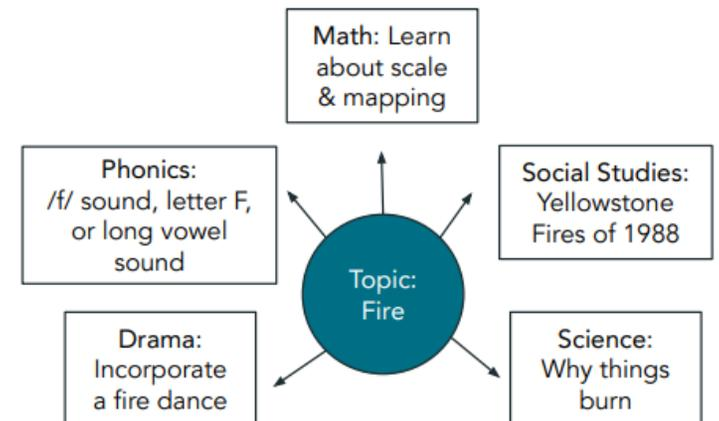 Math: Learn
about scale
& mapping
Phonics:
/f/ sound, letter F,
or long vowel
sound
Social Studies:
Yellowstone
Fires of 1988
Topic:
Fire
Drama:
Incorporate
a fire dance
Science:
Why things
burn